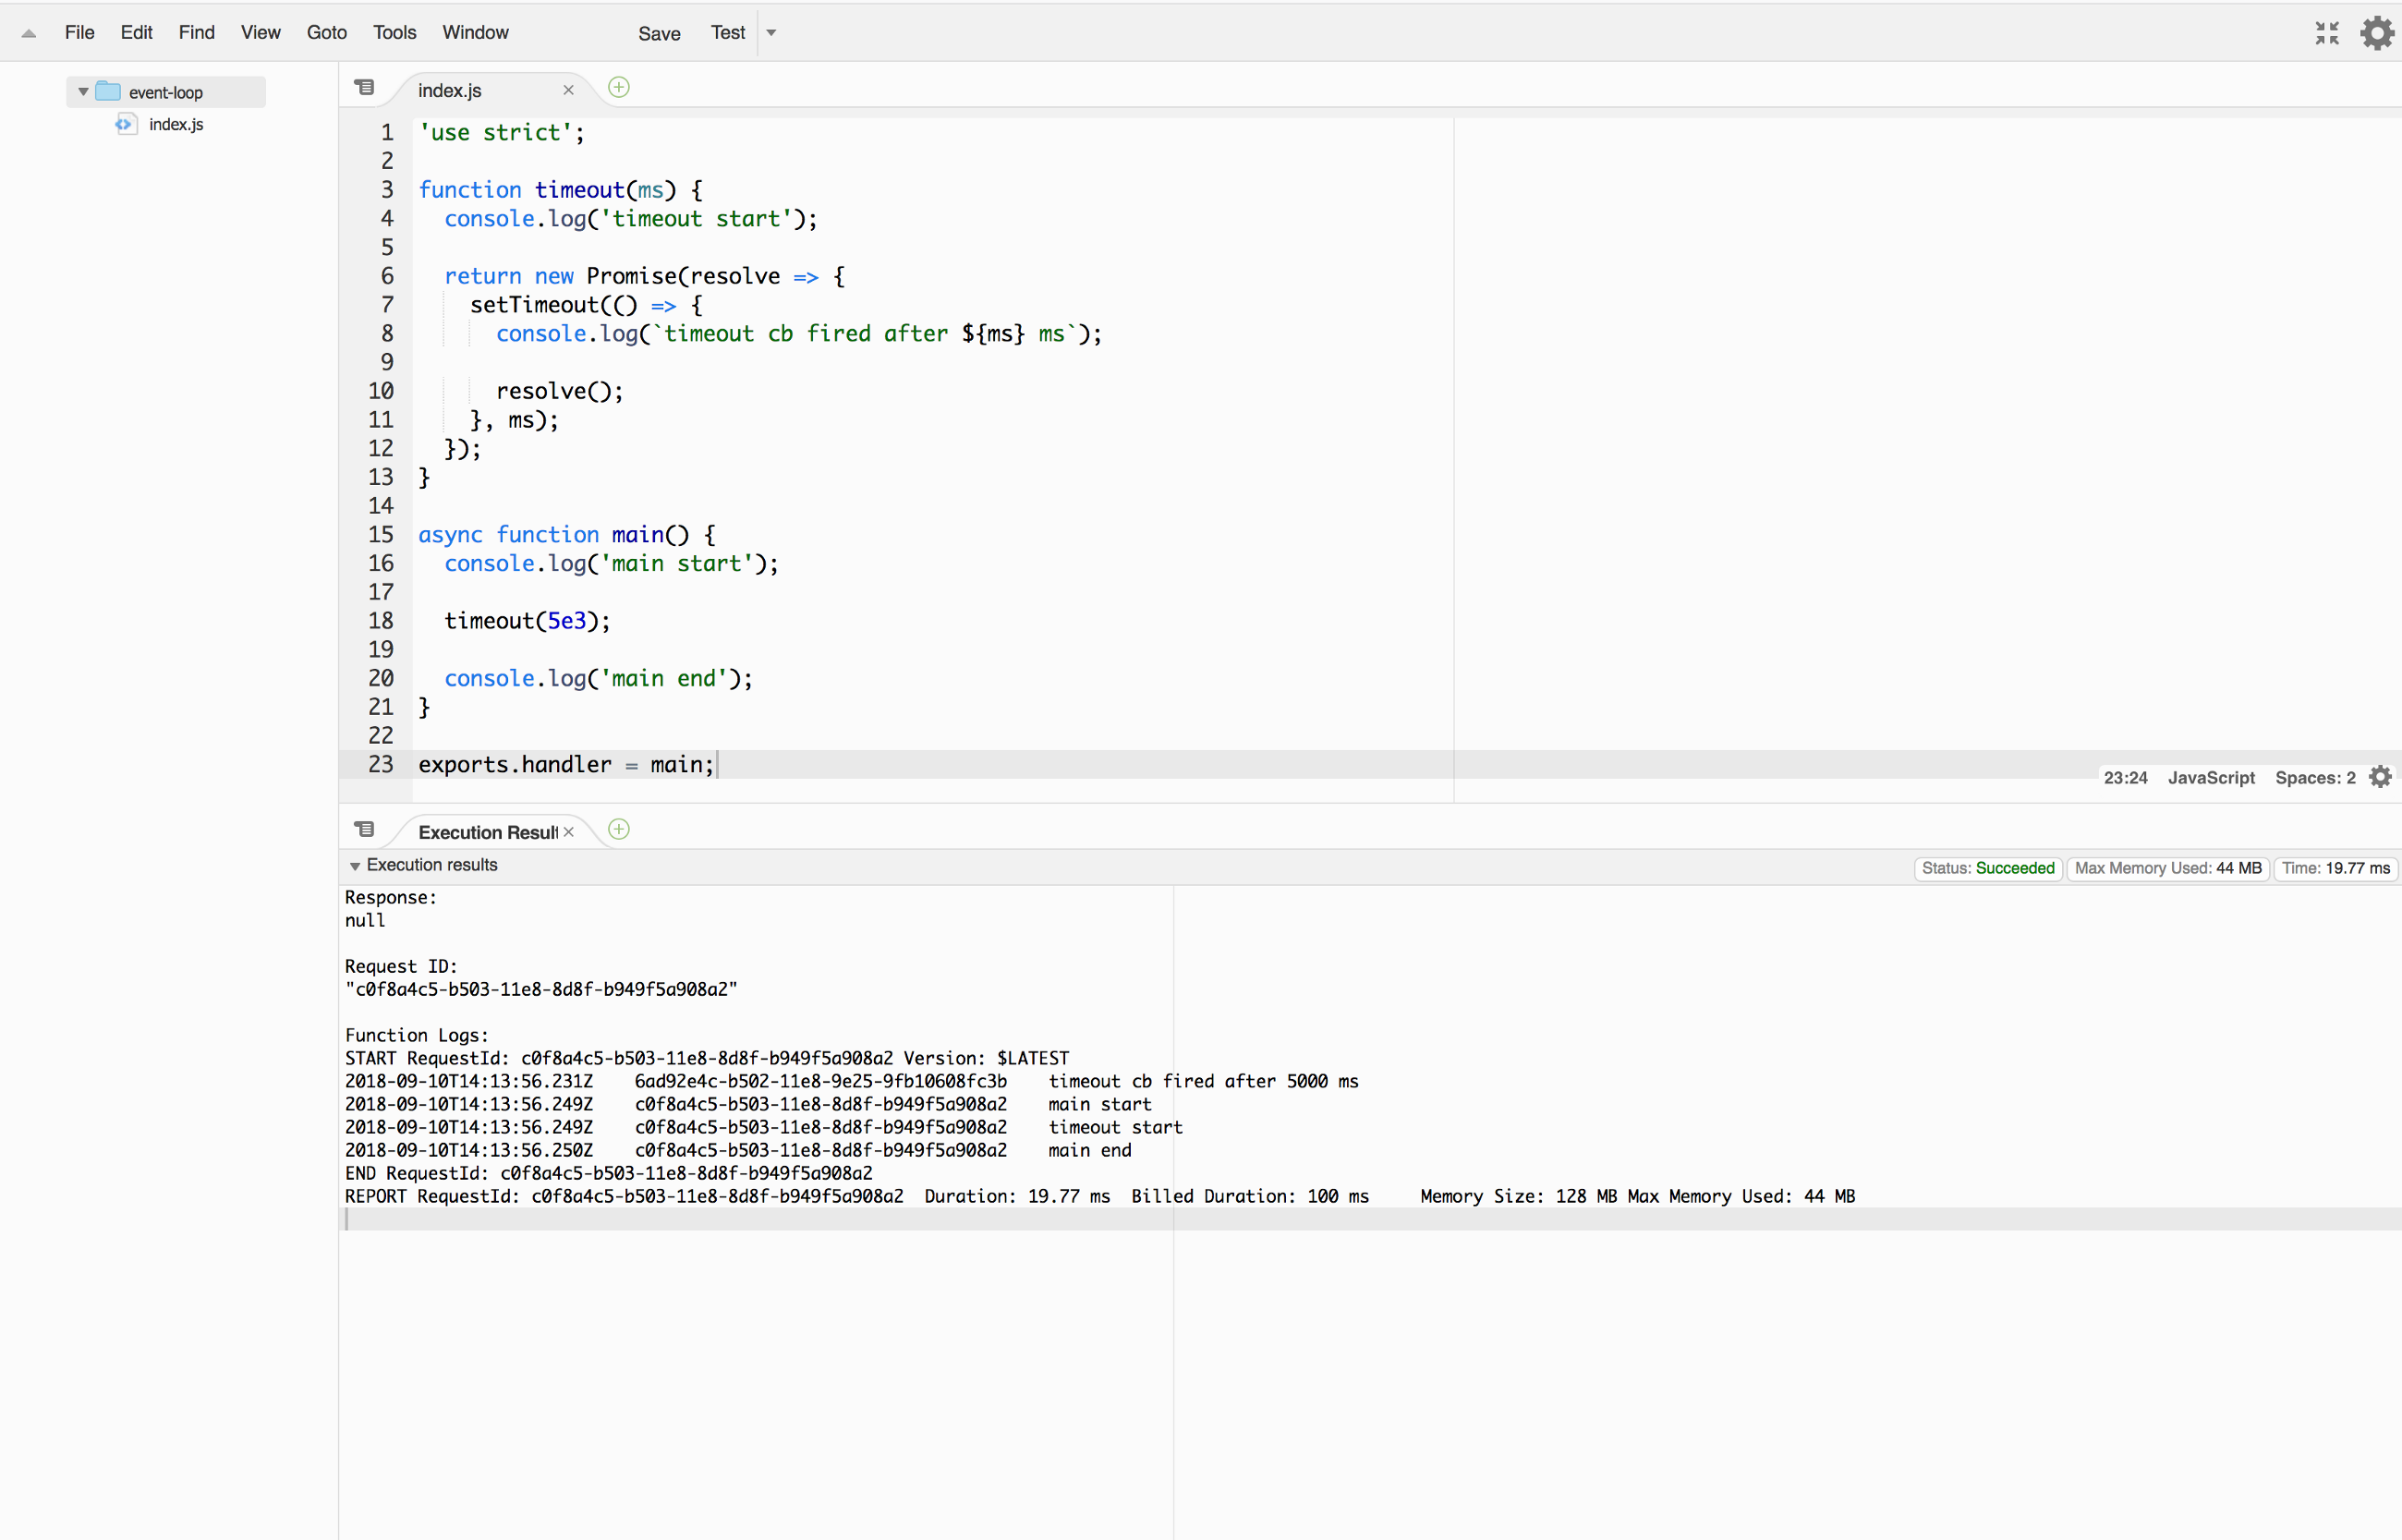 File Edit Find View Goto Tools Window Save Test
event-loop
index.js
index.js
1 'use strict';
2
3 function timeout(ms) {
4 console.log('timeout start');
5
6 return new Promise(resolve => {
7 setTimeout(() => {
8 console.log(`timeout cb fired after ${ms} ms`);
9
10 resolve();
11 }, ms);
12 });
13 }
14
15 async function main() {
16 console.log('main start');
17
18 timeout(5e3);
19
20 console.log('main end');
21 }
22
23 exports.handler = main;
23:24 JavaScript Spaces: 2
Execution Result
Execution results Status: Succeeded Max Memory Used: 44 MB Time: 19.77 ms
Response:
null
Request ID:
"c0f8a4c5-b503-11e8-8d8f-b949f5a908a2"
Function Logs:
START RequestId: c0f8a4c5-b503-11e8-8d8f-b949f5a908a2 Version: $LATEST
2018-09-10T14:13:56.231Z 6ad92e4c-b502-11e8-9e25-9fb10608fc3b timeout cb fired after 5000 ms
2018-09-10T14:13:56.249Z c0f8a4c5-b503-11e8-8d8f-b949f5a908a2 main start
2018-09-10T14:13:56.249Z c0f8a4c5-b503-11e8-8d8f-b949f5a908a2 timeout start
2018-09-10T14:13:56.250Z c0f8a4c5-b503-11e8-8d8f-b949f5a908a2 main end
END RequestId: c0f8a4c5-b503-11e8-8d8f-b949f5a908a2
REPORT RequestId: c0f8a4c5-b503-11e8-8d8f-b949f5a908a2 Duration: 19.77 ms Billed Duration: 100 ms Memory Size: 128 MB Max Memory Used: 44 MB